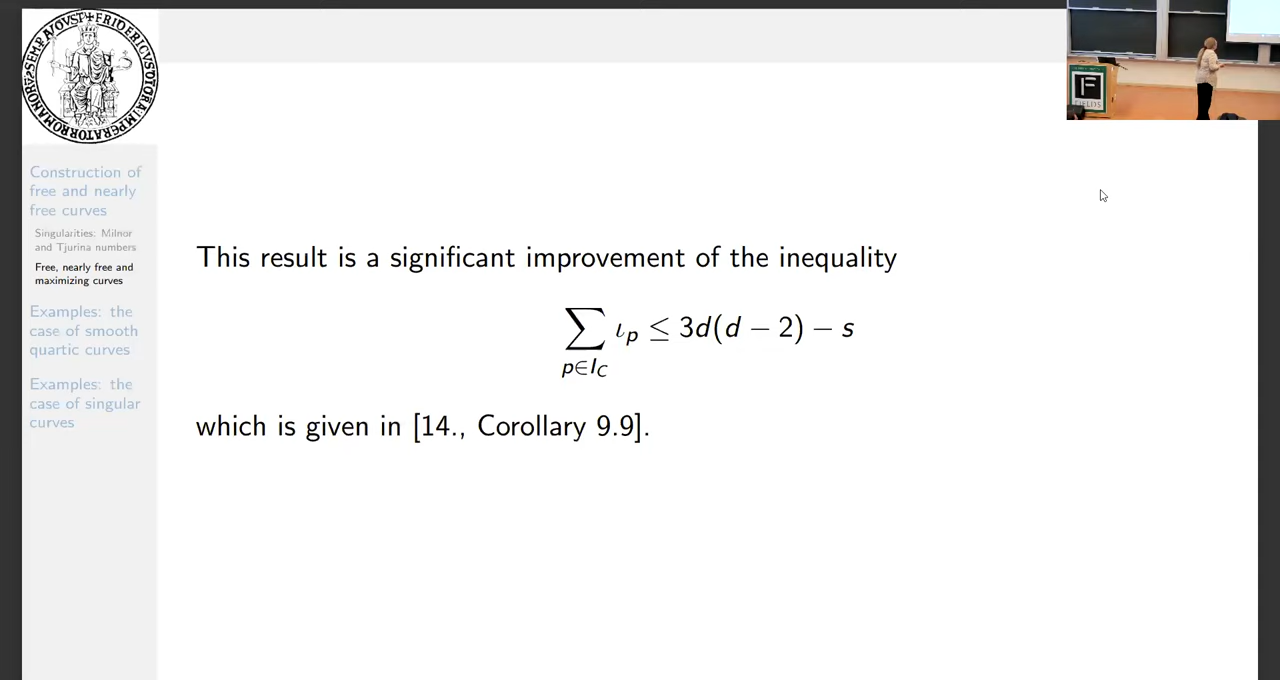 Construction of
free and nearly
free curves
Singularities: Milnor
and Tjurina numbers
Free, nearly free and
maximizing curves
Examples: the
case of smooth
quartic curves
Examples: the
case of singular
curves
This result is a significant improvement of the inequality
∑ ιₚ ≤ 3d(d − 2) − s
p∈I_C
which is given in [14., Corollary 9.9].
F
FIELDS